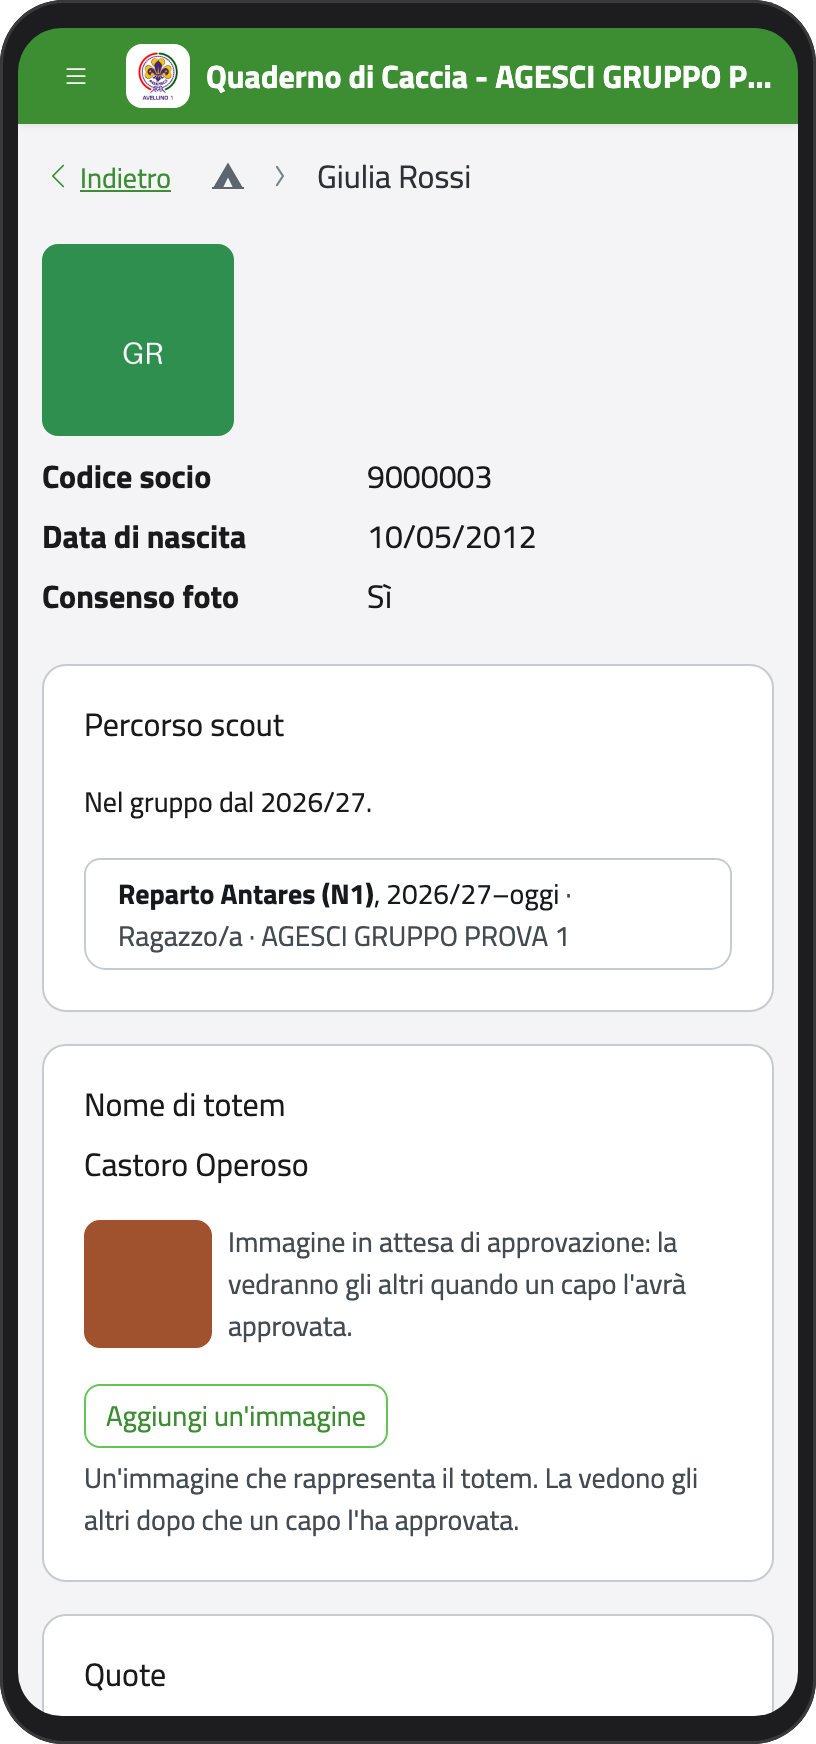 AVELLINO 1
Quaderno di Caccia - AGESCI GRUPPO P...
Indietro
Giulia Rossi
GR
Codice socio 9000003
Data di nascita 10/05/2012
Consenso foto Sì
Percorso scout
Nel gruppo dal 2026/27.
Reparto Antares (N1), 2026/27–oggi ·
Ragazzo/a · AGESCI GRUPPO PROVA 1
Nome di totem
Castoro Operoso
Immagine in attesa di approvazione: la
vedranno gli altri quando un capo l'avrà
approvata.
Aggiungi un'immagine
Un'immagine che rappresenta il totem. La vedono gli
altri dopo che un capo l'ha approvata.
Quote